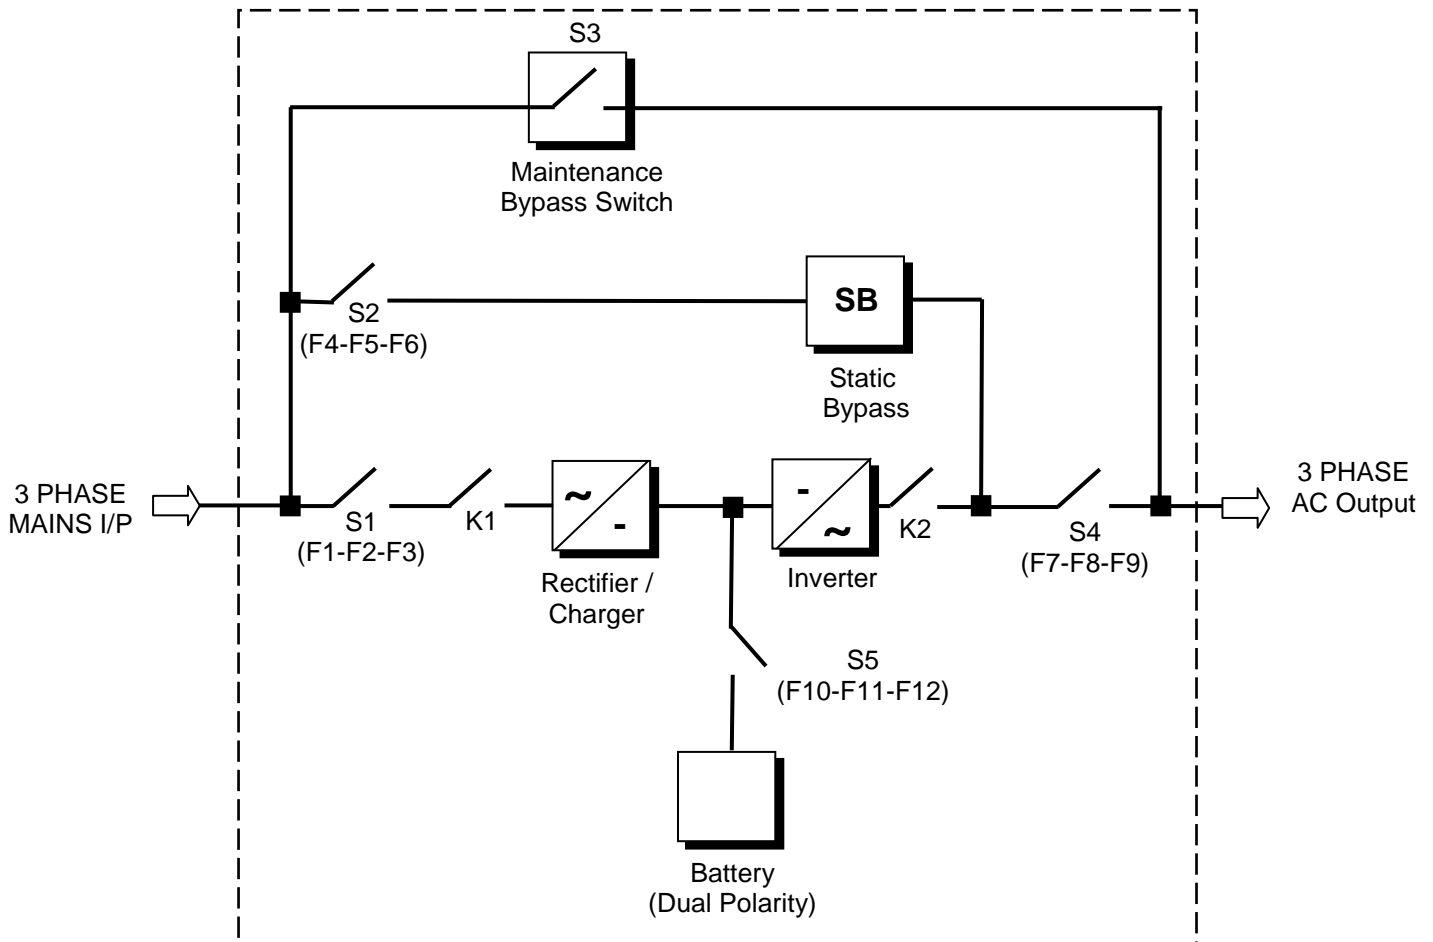 S3
Maintenance
Bypass Switch
S2
(F4-F5-F6)
SB
Static
Bypass
3 PHASE
MAINS I/P
S1
(F1-F2-F3)
K1
~
-
Rectifier /
Charger
-
~
Inverter
K2
S4
(F7-F8-F9)
3 PHASE
AC Output
S5
(F10-F11-F12)
Battery
(Dual Polarity)